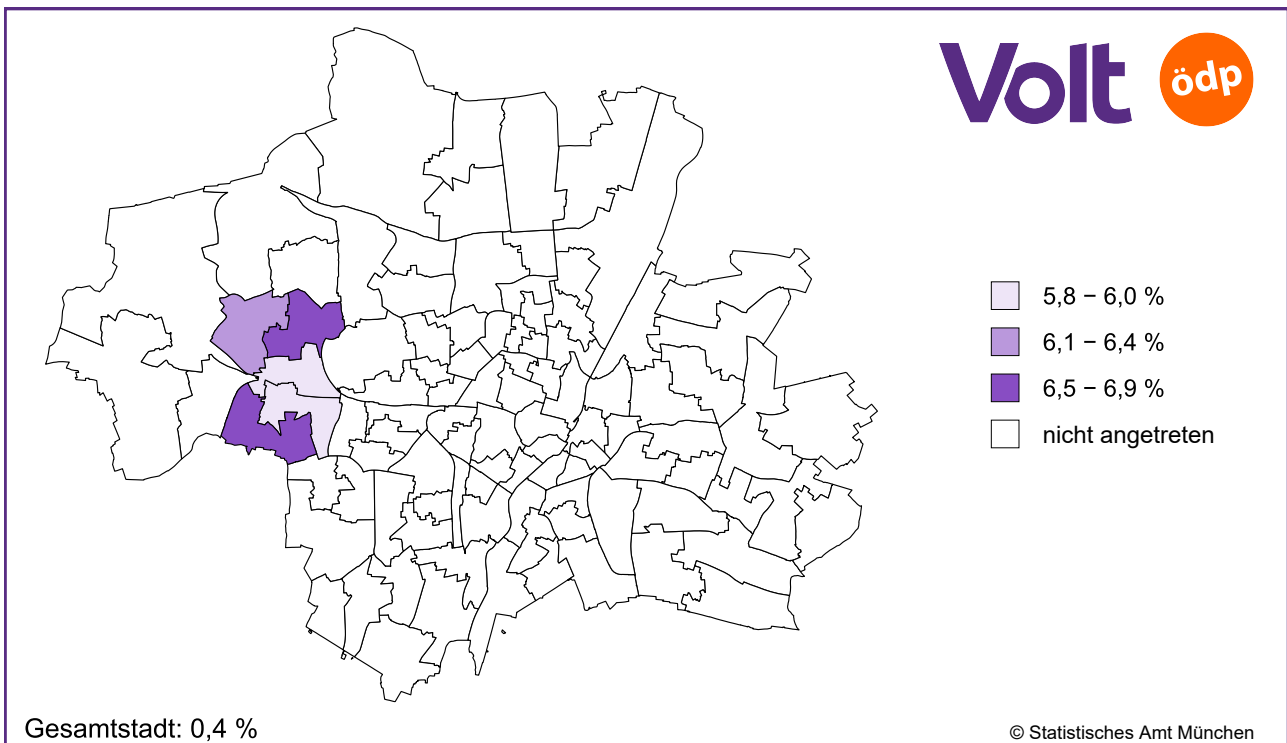 Volt
ödp
5,8 – 6,0 %
6,1 – 6,4 %
6,5 – 6,9 %
nicht angetreten
Gesamtstadt: 0,4 %
© Statistisches Amt München